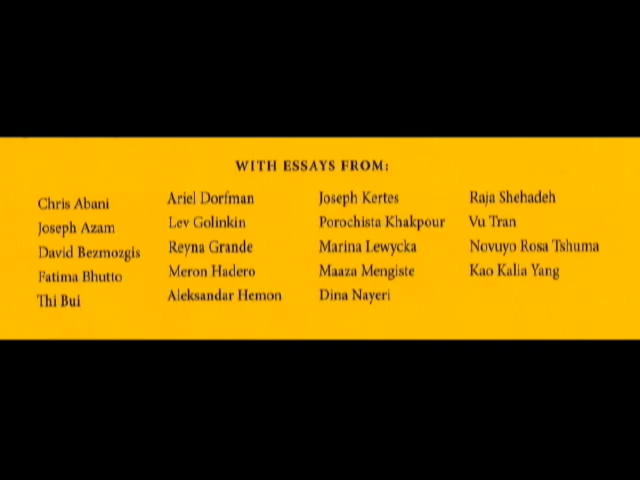 WITH ESSAYS FROM:
Chris Abani
Joseph Azam
David Bezmozgis
Fatima Bhutto
Thi Bui
Ariel Dorfman
Lev Golinkin
Reyna Grande
Meron Hadero
Aleksandar Hemon
Joseph Kertes
Porochista Khakpour
Marina Lewycka
Maaza Mengiste
Dina Nayeri
Raja Shehadeh
Vu Tran
Novuyo Rosa Tshuma
Kao Kalia Yang